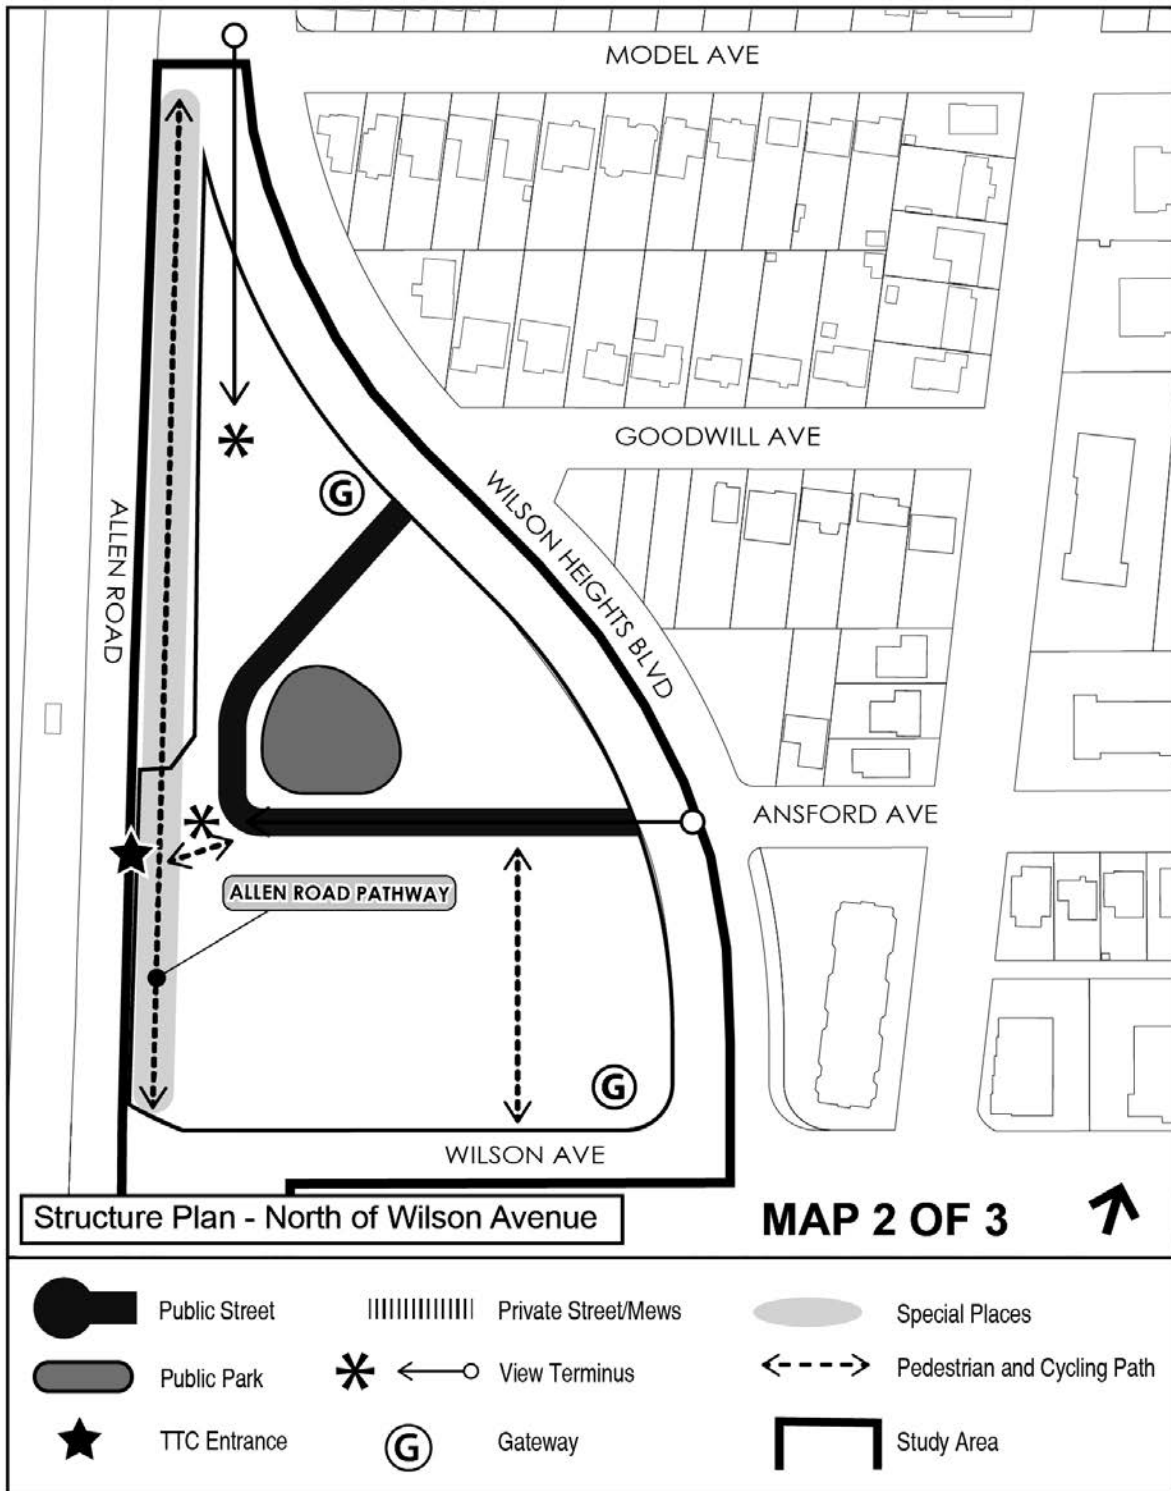 MODEL AVE
GOODWILL AVE
ALLEN ROAD
WILSON HEIGHTS BLVD
G
ANSFORD AVE
ALLEN ROAD PATHWAY
G
WILSON AVE
Structure Plan - North of Wilson Avenue
MAP 2 OF 3
Public Street
Private Street/Mews
Special Places
Public Park
View Terminus
Pedestrian and Cycling Path
TTC Entrance
G
Gateway
Study Area